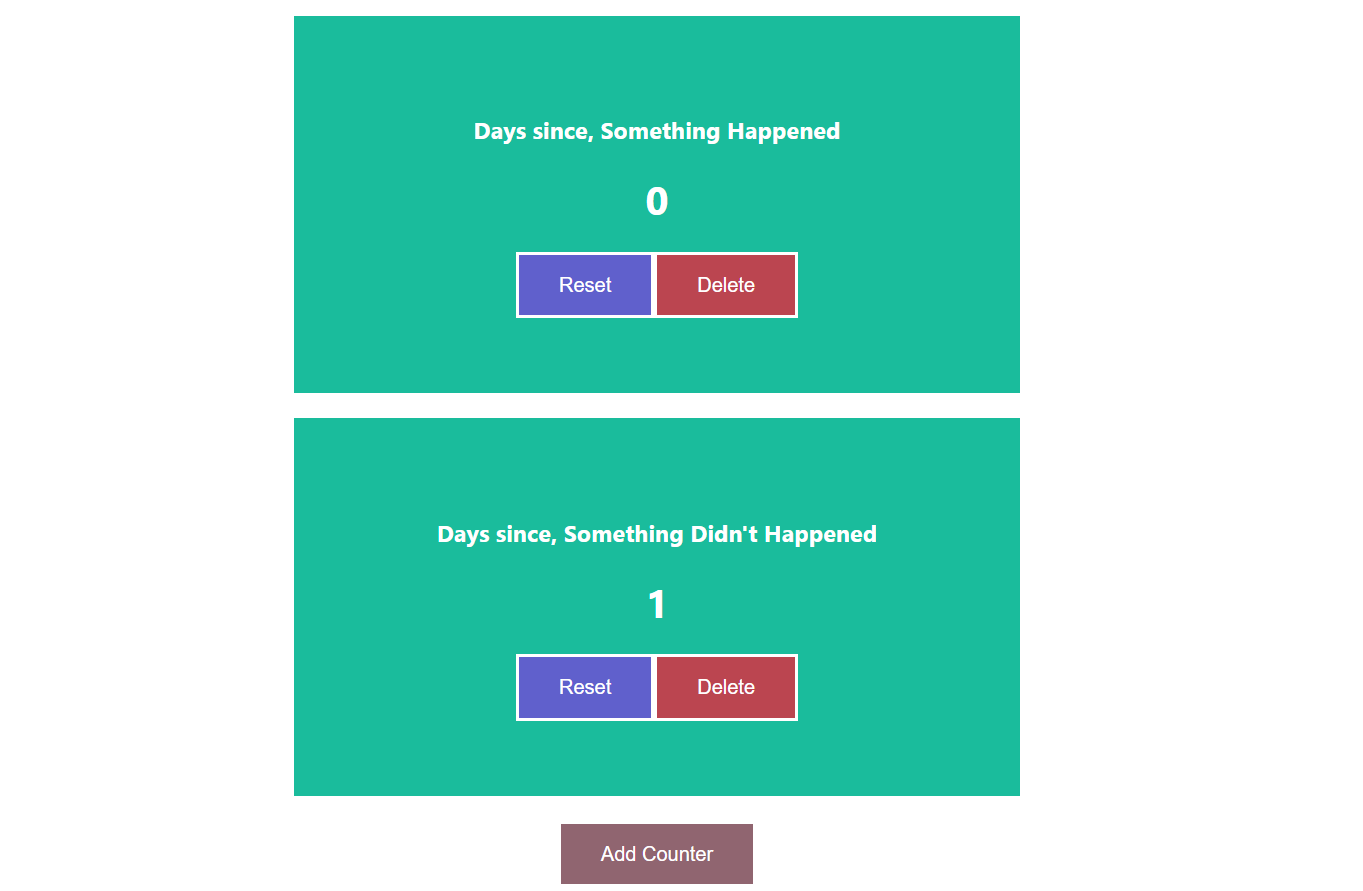 Days since, Something Happened
0
Reset Delete
Days since, Something Didn't Happened
1
Reset Delete
Add Counter